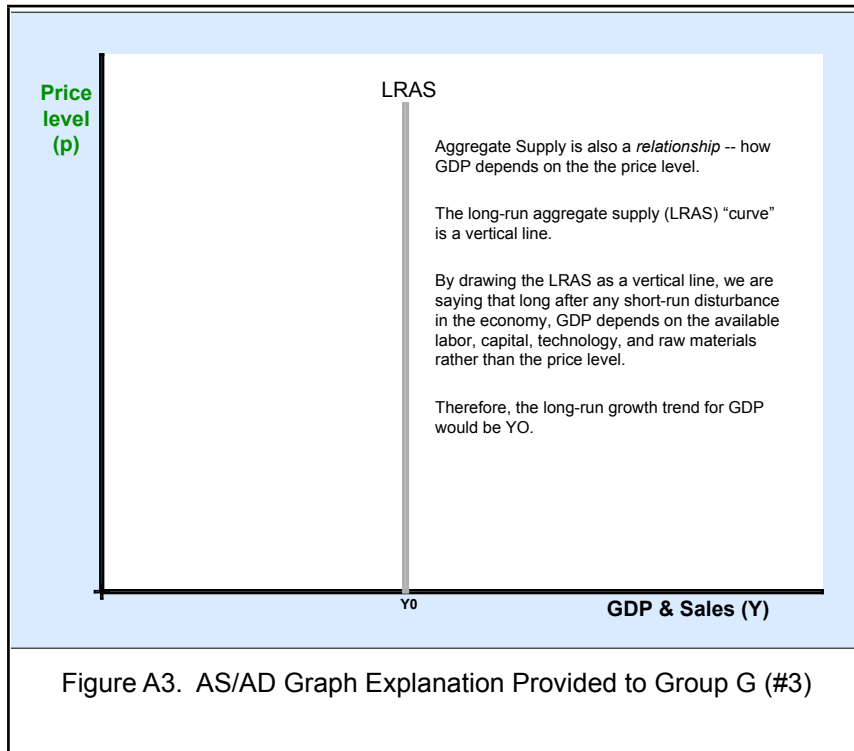 Price
level
(p)
LRAS
Aggregate Supply is also a relationship -- how
GDP depends on the the price level.
The long-run aggregate supply (LRAS) “curve”
is a vertical line.
By drawing the LRAS as a vertical line, we are
saying that long after any short-run disturbance
in the economy, GDP depends on the available
labor, capital, technology, and raw materials
rather than the price level.
Therefore, the long-run growth trend for GDP
would be YO.
Y0
GDP & Sales (Y)
Figure A3. AS/AD Graph Explanation Provided to Group G (#3)